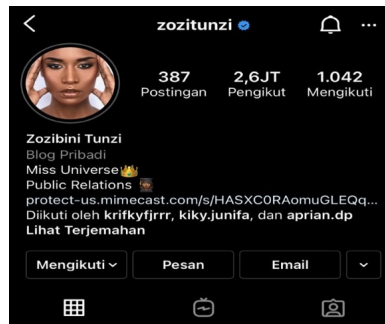 zozitunzi
387 2,6JT 1.042
Postingan Pengikut Mengikuti
Zozibini Tunzi
Blog Pribadi
Miss Universe👑
Public Relations
protect-us.mimecast.com/s/HASXC0RAomuGLEQq...
Diikuti oleh krifkyfjrrr, kiky.junifa, dan aprian.dp
Lihat Terjemahan
Mengikuti Pesan Email